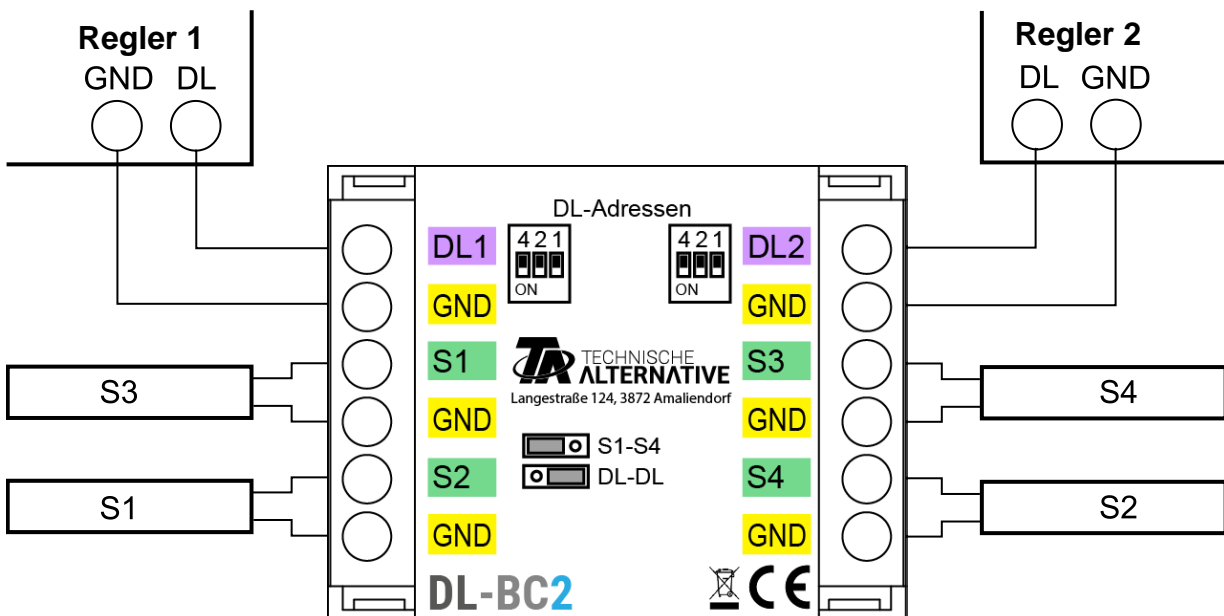 Regler 1
GND DL
Regler 2
DL GND
DL-Adressen
DL1
4 2 1
ON
4 2 1
ON
DL2
GND
GND
S1
TA TECHNISCHE
ALTERNATIVE
Langestraße 124, 3872 Amaliendorf
S3
S3
S4
GND
GND
S1-S4
DL-DL
S2
S4
S1
S2
GND
GND
DL-BC2
CE